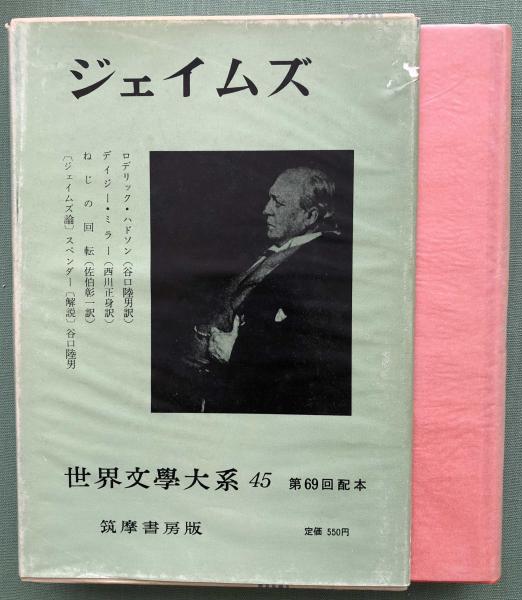 ジェイムズ
ロデリック・ハドソン(谷口陸男訳)
デイジー・ミラー(西川正身訳)
ねじの回転(佐伯彰一訳)
〔ジェイムズ論〕スペンダー〔解説〕谷口陸男
世界文學大系 45 第69回配本
筑摩書房版 定価 550円